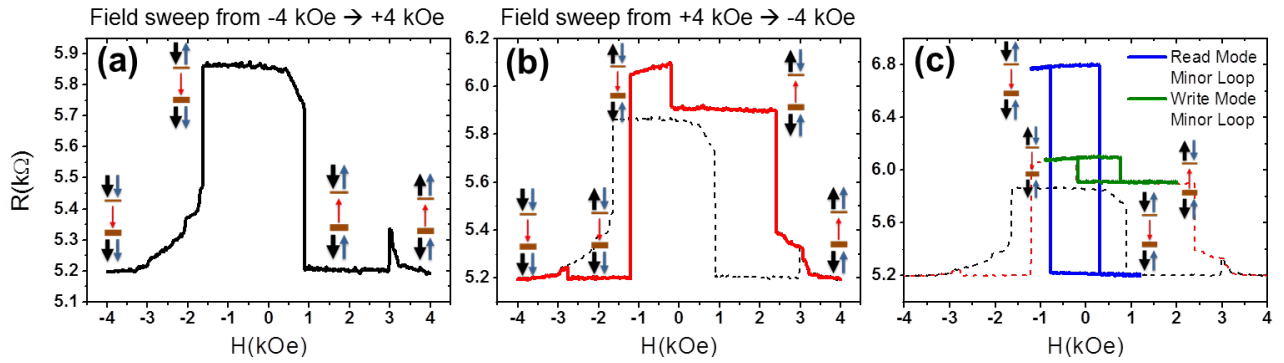 Field sweep from -4 kOe → +4 kOe
Field sweep from +4 kOe → -4 kOe
(a)
(b)
(c)
Read Mode
Minor Loop
Write Mode
Minor Loop
R(kΩ)
5.9
5.8
5.7
5.6
5.5
5.4
5.3
5.2
5.1
-4 -3 -2 -1 0 1 2 3 4
H(kOe)
6.2
6.0
5.8
5.6
5.4
5.2
-4 -3 -2 -1 0 1 2 3 4
H(kOe)
6.8
6.4
6.0
5.6
5.2
-4 -3 -2 -1 0 1 2 3 4
H(kOe)